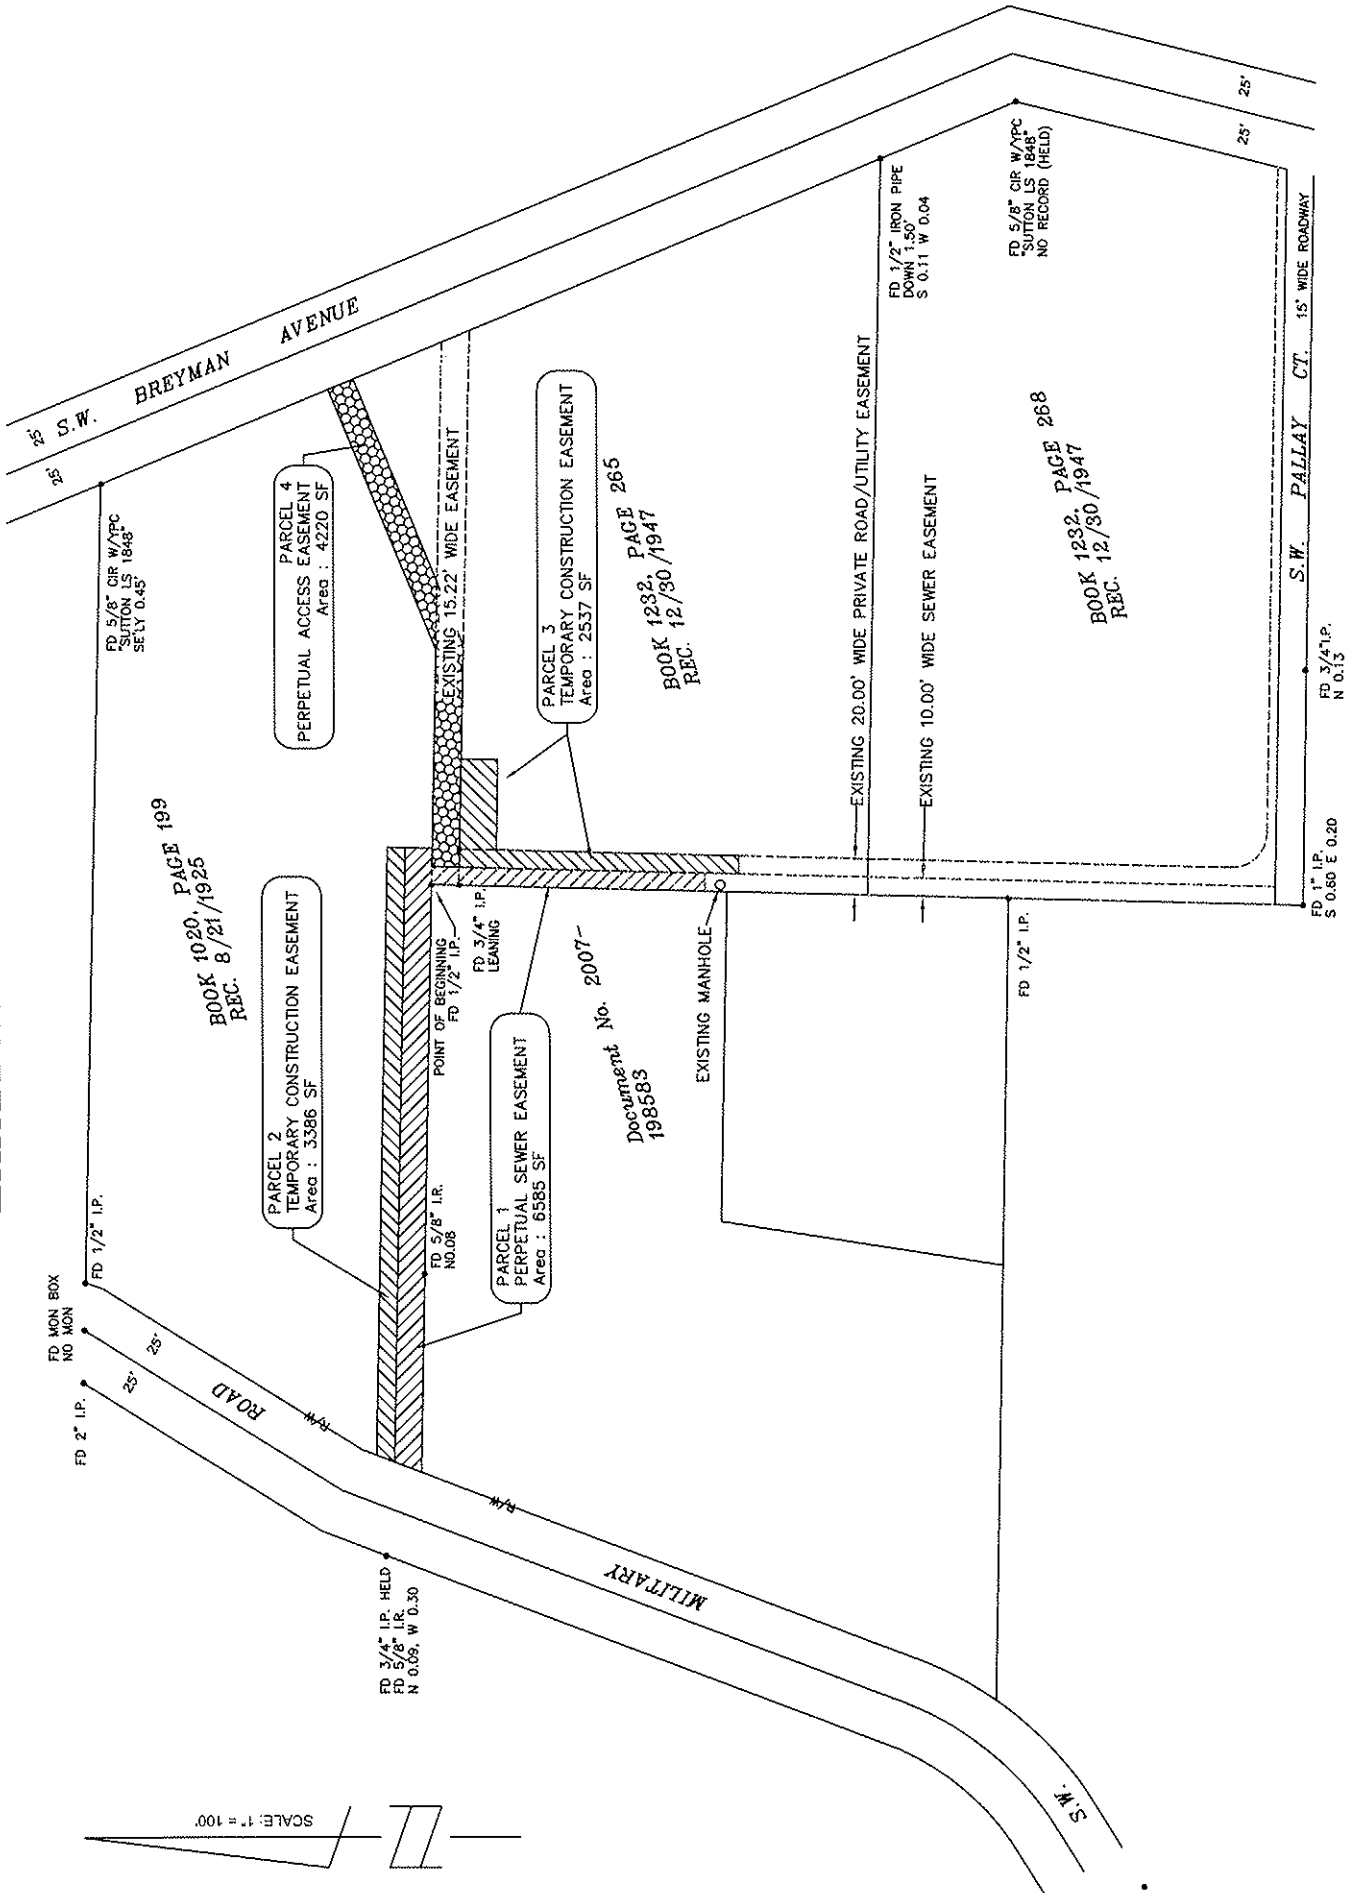 S.W. BREYMAN AVENUE
25'
25'
25'
25'
FD 5/8" CIR W/YPC
"SUTTON LS 1848"
SE'LY 0.45'
PARCEL 4
PERPETUAL ACCESS EASEMENT
Area : 4220 SF
EXISTING 15.22' WIDE EASEMENT
PARCEL 3
TEMPORARY CONSTRUCTION EASEMENT
Area : 2537 SF
BOOK 1232, PAGE 265
REC. 12/30/1947
FD 1/2" IRON PIPE
DOWN 1.50'
S 0.11 W 0.04
FD 5/8" CIR W/YPC
"SUTTON LS 1848"
NO RECORD (HELD)
EXISTING 20.00' WIDE PRIVATE ROAD/UTILITY EASEMENT
EXISTING 10.00' WIDE SEWER EASEMENT
BOOK 1232, PAGE 268
REC. 12/30/1947
S.W. PALLAY CT.
15' WIDE ROADWAY
FD 3/4" I.P.
N 0.13
FD 1" I.P.
S 0.60 E 0.20
BOOK 1020, PAGE 199
REC. 8/21/1925
PARCEL 2
TEMPORARY CONSTRUCTION EASEMENT
Area : 3386 SF
POINT OF BEGINNING
FD 1/2" I.P.
FD 3/4" I.P.
LEANING
PARCEL 1
PERPETUAL SEWER EASEMENT
Area : 6585 SF
Document No. 2007-
198583
EXISTING MANHOLE
FD 1/2" I.P.
FD 5/8" I.R.
N0.08
FD 1/2" I.P.
FD MON BOX
NO MON
FD 2" I.P.
25'
25'
R/W
R/W
S.W. MILITARY ROAD
FD 3/4" I.P. HELD
FD 5/8" I.R.
N 0.09, W 0.30
SCALE: 1" = 100'